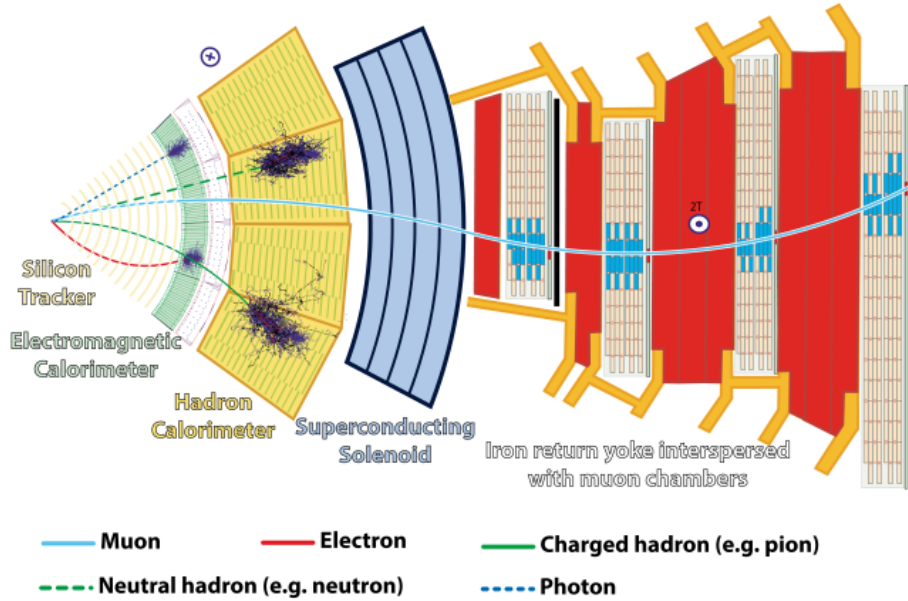 2T
Silicon
Tracker
Electromagnetic
Calorimeter
Hadron
Calorimeter
Superconducting
Solenoid
Iron return yoke interspersed
with muon chambers
Muon
Electron
Charged hadron (e.g. pion)
Neutral hadron (e.g. neutron)
Photon